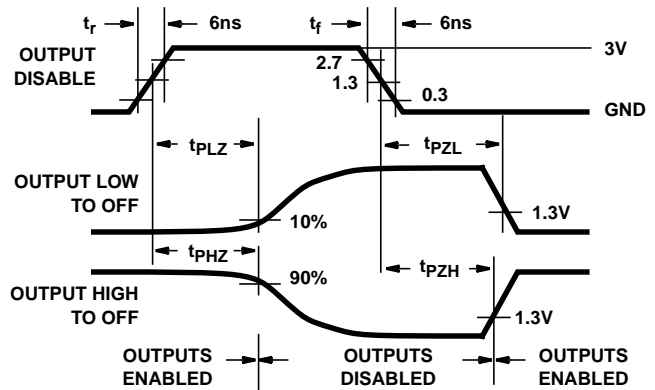 tr 6ns tf 6ns
OUTPUT
DISABLE
2.7
1.3
0.3
3V
GND
tPLZ tPZL
OUTPUT LOW
TO OFF
10%
1.3V
tPHZ tPZH
OUTPUT HIGH
TO OFF
90%
1.3V
OUTPUTS
ENABLED
OUTPUTS
DISABLED
OUTPUTS
ENABLED